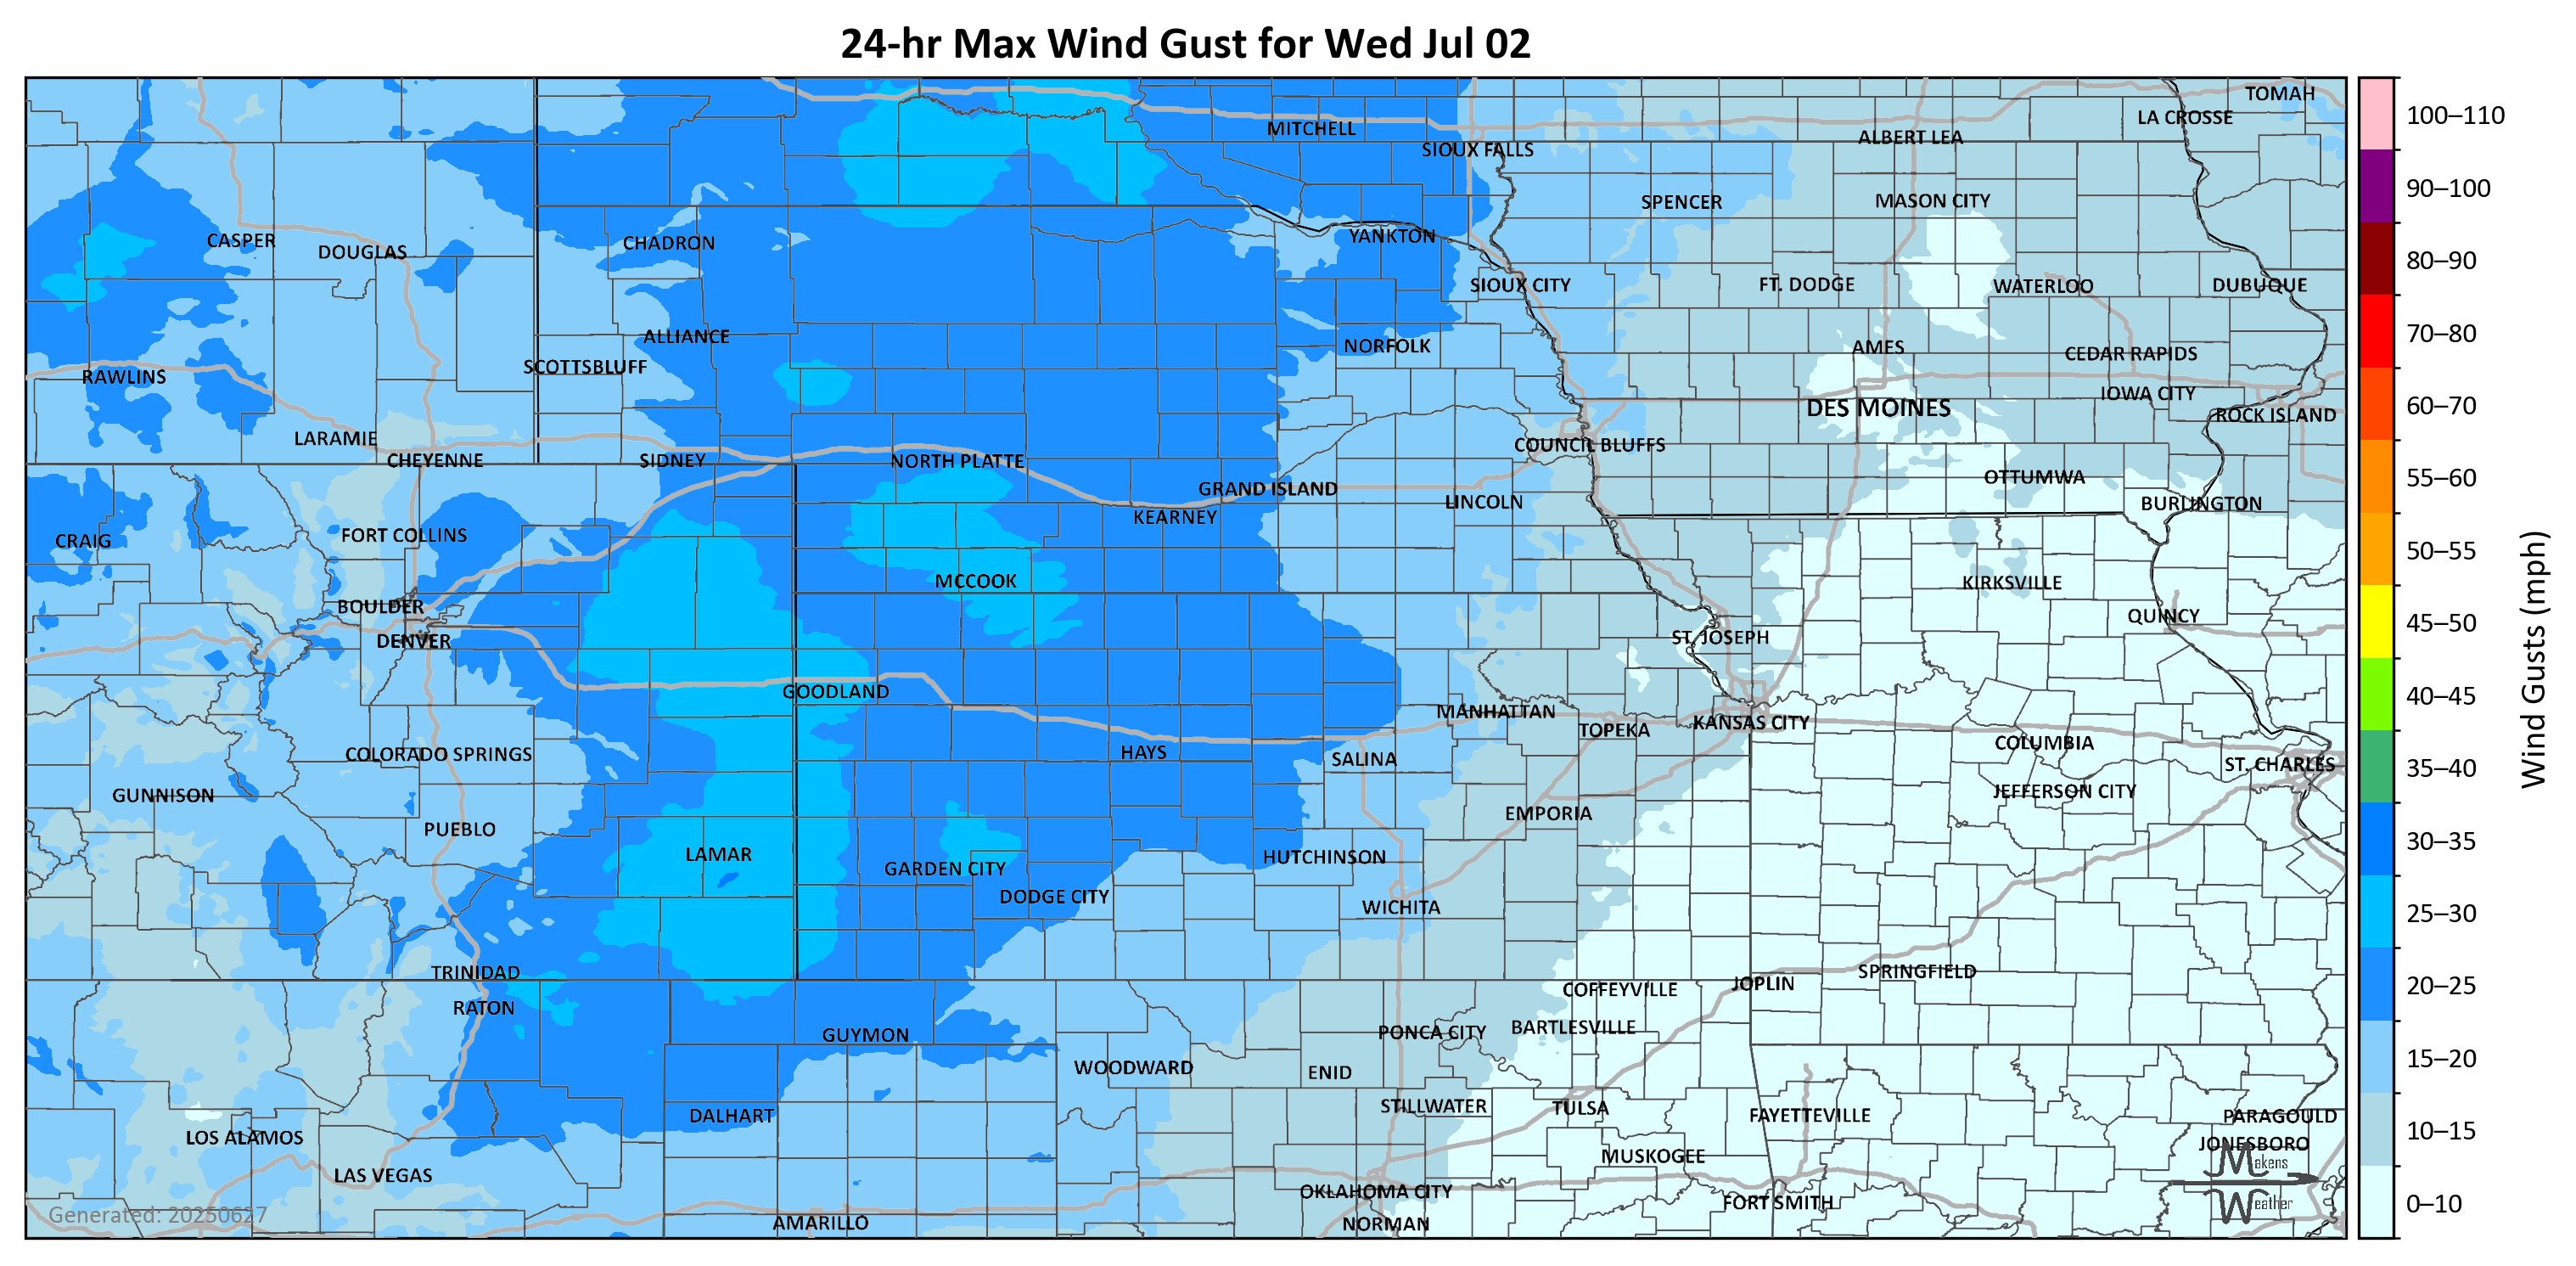 24-hr Max Wind Gust for Wed Jul 02
TOMAH
LA CROSSE
MITCHELL
ALBERT LEA
SIOUX FALLS
SPENCER
MASON CITY
CASPER
DOUGLAS
CHADRON
YANKTON
SIOUX CITY
FT. DODGE
WATERLOO
DUBUQUE
ALLIANCE
NORFOLK
AMES
CEDAR RAPIDS
SCOTTSBLUFF
RAWLINS
IOWA CITY
DES MOINES
ROCK ISLAND
LARAMIE
COUNCIL BLUFFS
CHEYENNE
SIDNEY
NORTH PLATTE
OTTUMWA
GRAND ISLAND
LINCOLN
BURLINGTON
KEARNEY
CRAIG
FORT COLLINS
MCCOOK
KIRKSVILLE
BOULDER
QUINCY
DENVER
ST. JOSEPH
GOODLAND
MANHATTAN
TOPEKA
KANSAS CITY
COLUMBIA
COLORADO SPRINGS
HAYS
SALINA
ST. CHARLES
GUNNISON
JEFFERSON CITY
EMPORIA
PUEBLO
LAMAR
HUTCHINSON
GARDEN CITY
DODGE CITY
WICHITA
TRINIDAD
SPRINGFIELD
JOPLIN
COFFEYVILLE
RATON
GUYMON
PONCA CITY
BARTLESVILLE
WOODWARD
ENID
STILLWATER
TULSA
DALHART
FAYETTEVILLE
PARAGOULD
LOS ALAMOS
JONESBORO
MUSKOGEE
LAS VEGAS
OKLAHOMA CITY
FORT SMITH
AMARILLO
NORMAN
Generated: 20250627
Makens
Weather
100–110
90–100
80–90
70–80
60–70
55–60
50–55
45–50
40–45
35–40
30–35
25–30
20–25
15–20
10–15
0–10
Wind Gusts (mph)